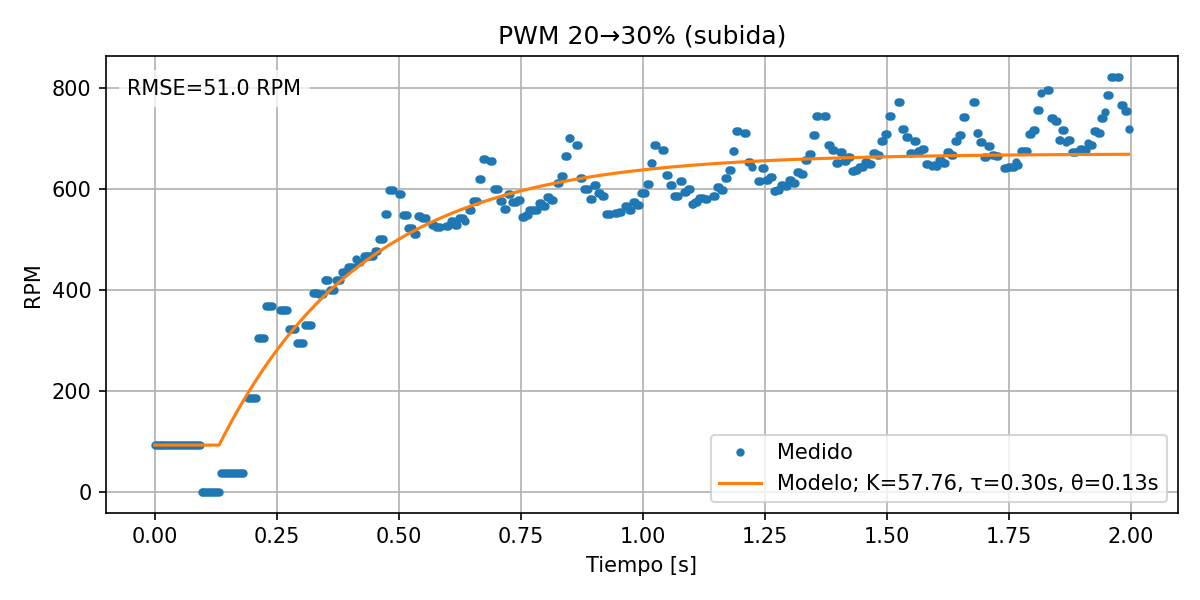 PWM 20→30% (subida)
RMSE=51.0 RPM
800
600
400
200
0
RPM
Medido
Modelo; K=57.76, τ=0.30s, θ=0.13s
0.00 0.25 0.50 0.75 1.00 1.25 1.50 1.75 2.00
Tiempo [s]